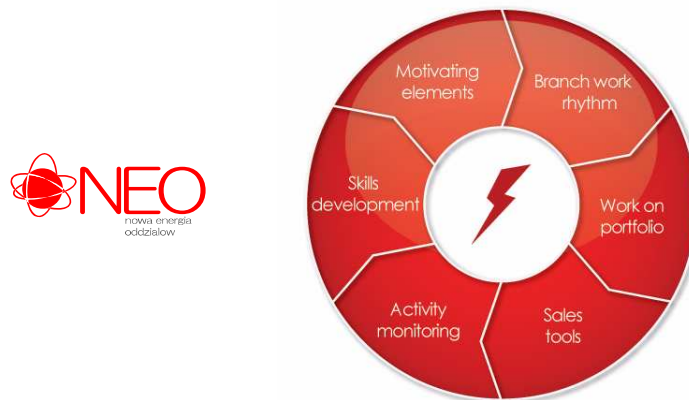 NEO
nowa energia
oddzialow
Motivating
elements
Branch work
rhythm
Skills
development
Work on
portfolio
Activity
monitoring
Sales
tools